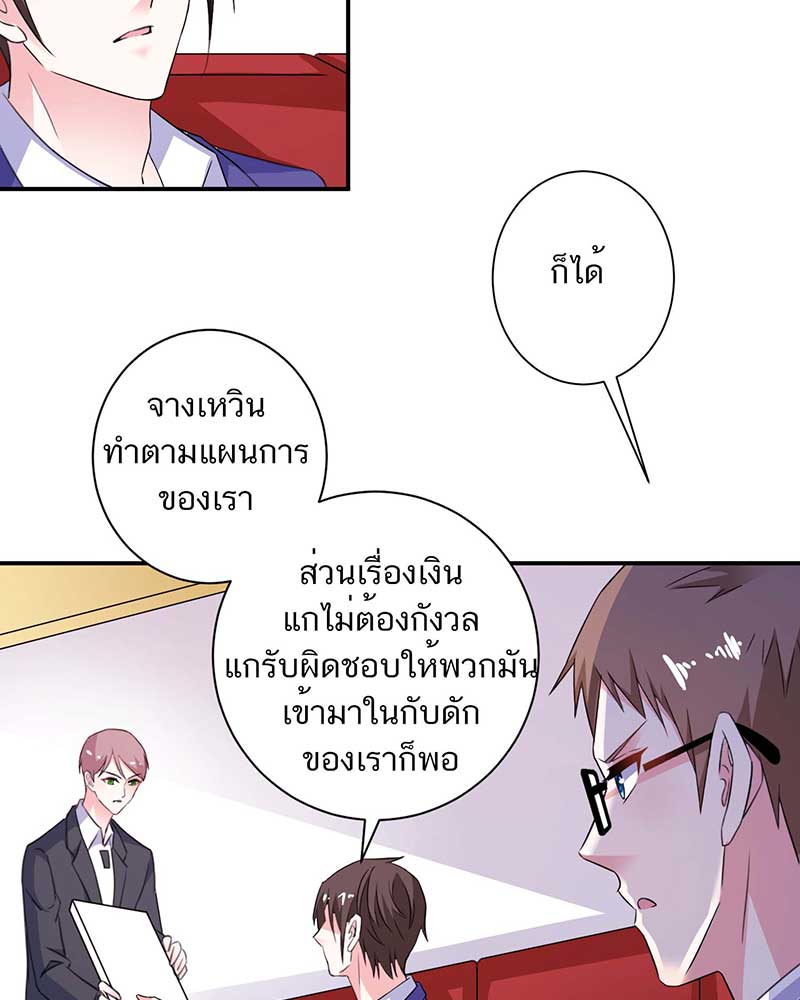 ก็ได้
จางเหวิน
ทำตามแผนการ
ของเรา
ส่วนเรื่องเงิน
แกไม่ต้องกังวล
แกรับผิดชอบให้พวกมัน
เข้ามาในกับดัก
ของเราก็พอ